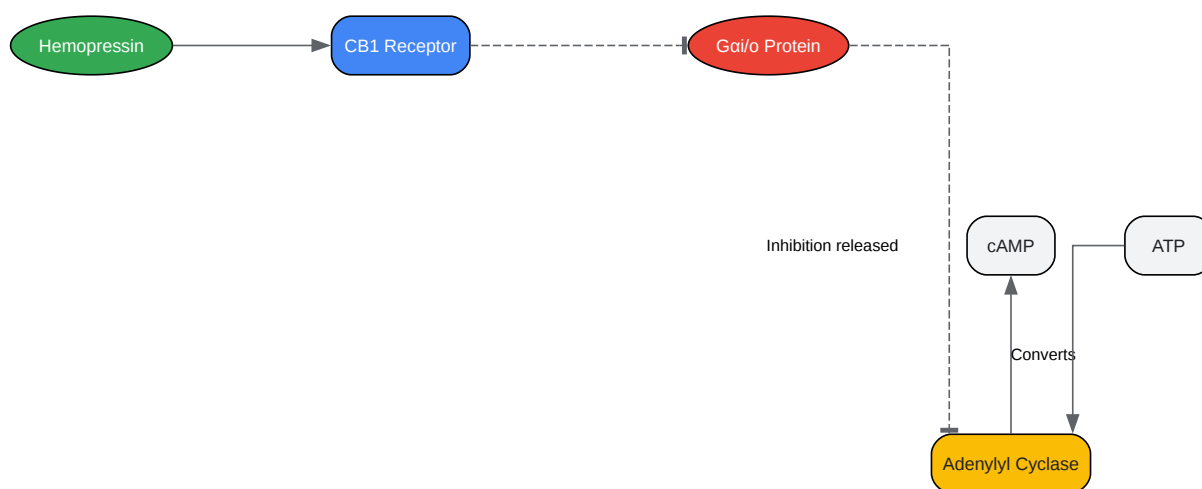 Hemopressin
CB1 Receptor
Gαi/o Protein
Inhibition released
cAMP
ATP
Converts
Adenylyl Cyclase